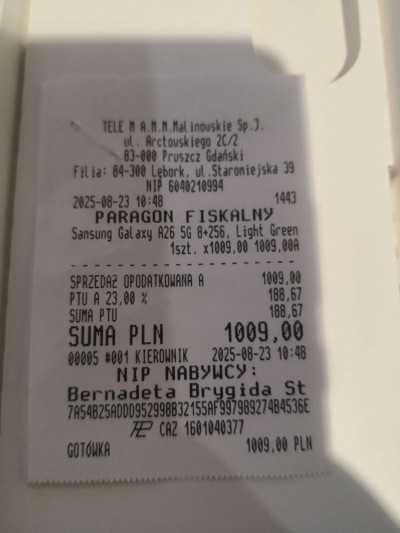 TELE M A.M.M.Malinouskie Sp.J.
ul. Arctouskiego 2C/2
83-000 Pruszcz Gdański
Filia: 84-300 Lębork, ul.Staroniejska 39
NIP 6040210994
2025-08-23 10:48 1443
PARAGON FISKALNY
Samsung Galaxy A26 5G 8+256, Light Green
1szt. x1009,00 1009,00A
SPRZEDAŻ OPODATKOWANA A 1009,00
PTU A 23,00 % 188,67
SUMA PTU 188,67
SUMA PLN 1009,00
00005 #001 KIEROWNIK 2025-08-23 10:48
NIP NABYWCY:
Bernadeta Brygida St
7A54B25ADDD952998B32155AF997989274B4536E
CAZ 1601040377
GOTÓWKA 1009,00 PLN